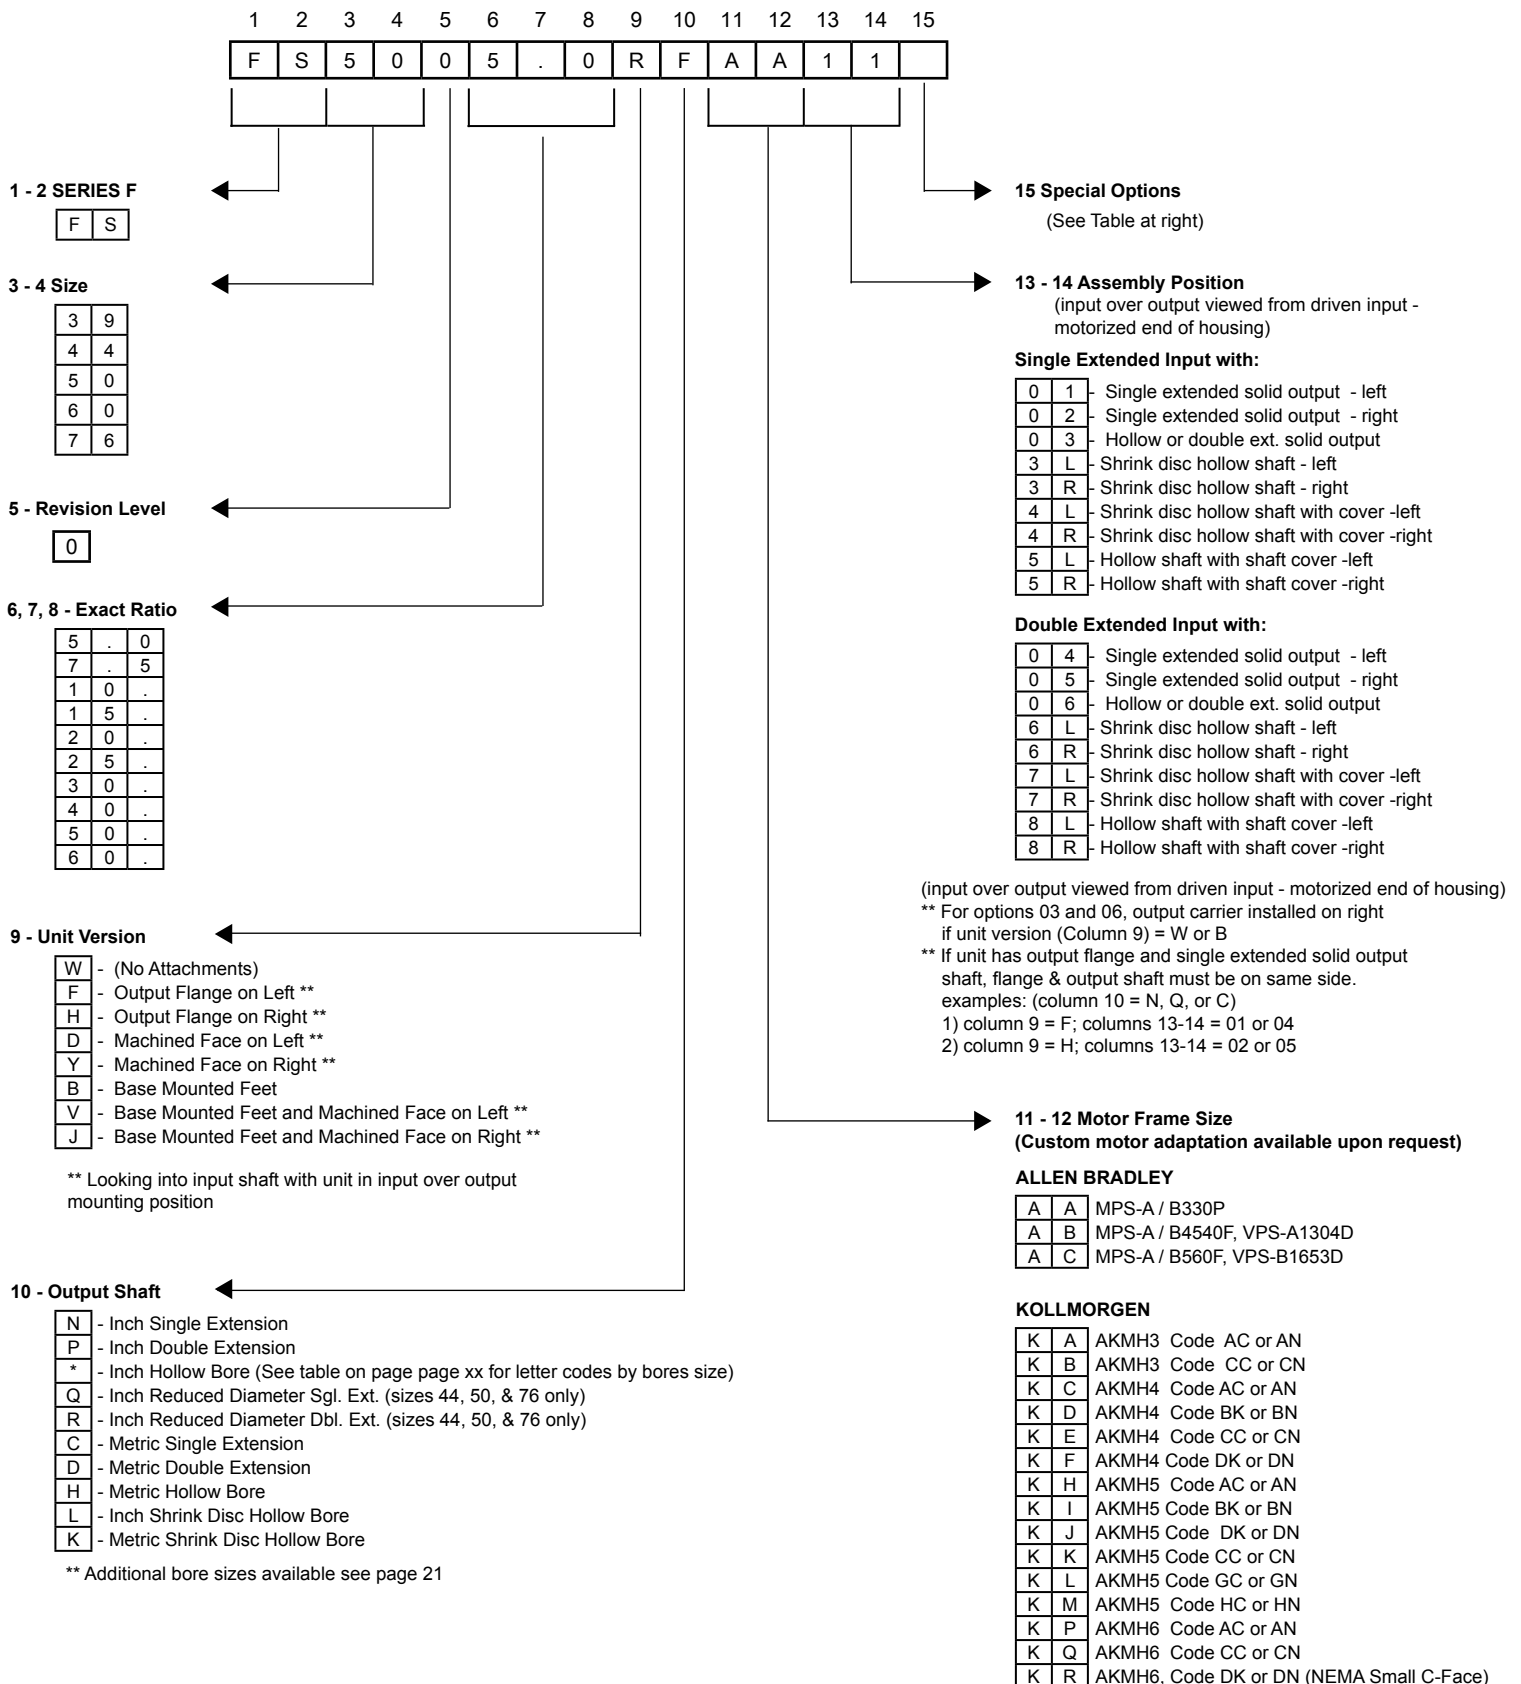 1 2 3 4 5 6 7 8 9 10 11 12 13 14 15
F S 5 0 0 5 . 0 R F A A 1 1
1 - 2 SERIES F
F S
3 - 4 Size
3 9
4 4
5 0
6 0
7 6
5 - Revision Level
0
6, 7, 8 - Exact Ratio
5 . 0
7 . 5
1 0 .
1 5 .
2 0 .
2 5 .
3 0 .
4 0 .
5 0 .
6 0 .
9 - Unit Version
W - (No Attachments)
F - Output Flange on Left **
H - Output Flange on Right **
D - Machined Face on Left **
Y - Machined Face on Right **
B - Base Mounted Feet
V - Base Mounted Feet and Machined Face on Left **
J - Base Mounted Feet and Machined Face on Right **
** Looking into input shaft with unit in input over output
mounting position
10 - Output Shaft
N - Inch Single Extension
P - Inch Double Extension
* - Inch Hollow Bore (See table on page page xx for letter codes by bores size)
Q - Inch Reduced Diameter Sgl. Ext. (sizes 44, 50, & 76 only)
R - Inch Reduced Diameter Dbl. Ext. (sizes 44, 50, & 76 only)
C - Metric Single Extension
D - Metric Double Extension
H - Metric Hollow Bore
L - Inch Shrink Disc Hollow Bore
K - Metric Shrink Disc Hollow Bore
** Additional bore sizes available see page 21
15 Special Options
(See Table at right)
13 - 14 Assembly Position
(input over output viewed from driven input -
motorized end of housing)
Single Extended Input with:
0 1 - Single extended solid output - left
0 2 - Single extended solid output - right
0 3 - Hollow or double ext. solid output
3 L - Shrink disc hollow shaft - left
3 R - Shrink disc hollow shaft - right
4 L - Shrink disc hollow shaft with cover -left
4 R - Shrink disc hollow shaft with cover -right
5 L - Hollow shaft with shaft cover -left
5 R - Hollow shaft with shaft cover -right
Double Extended Input with:
0 4 - Single extended solid output - left
0 5 - Single extended solid output - right
0 6 - Hollow or double ext. solid output
6 L - Shrink disc hollow shaft - left
6 R - Shrink disc hollow shaft - right
7 L - Shrink disc hollow shaft with cover -left
7 R - Shrink disc hollow shaft with cover -right
8 L - Hollow shaft with shaft cover -left
8 R - Hollow shaft with shaft cover -right
(input over output viewed from driven input - motorized end of housing)
** For options 03 and 06, output carrier installed on right
if unit version (Column 9) = W or B
** If unit has output flange and single extended solid output
shaft, flange & output shaft must be on same side.
examples: (column 10 = N, Q, or C)
1) column 9 = F; columns 13-14 = 01 or 04
2) column 9 = H; columns 13-14 = 02 or 05
11 - 12 Motor Frame Size
(Custom motor adaptation available upon request)
ALLEN BRADLEY
A A MPS-A / B330P
A B MPS-A / B4540F, VPS-A1304D
A C MPS-A / B560F, VPS-B1653D
KOLLMORGEN
K A AKMH3 Code AC or AN
K B AKMH3 Code CC or CN
K C AKMH4 Code AC or AN
K D AKMH4 Code BK or BN
K E AKMH4 Code CC or CN
K F AKMH4 Code DK or DN
K H AKMH5 Code AC or AN
K I AKMH5 Code BK or BN
K J AKMH5 Code DK or DN
K K AKMH5 Code CC or CN
K L AKMH5 Code GC or GN
K M AKMH5 Code HC or HN
K P AKMH6 Code AC or AN
K Q AKMH6 Code CC or CN
K R AKMH6, Code DK or DN (NEMA Small C-Face)